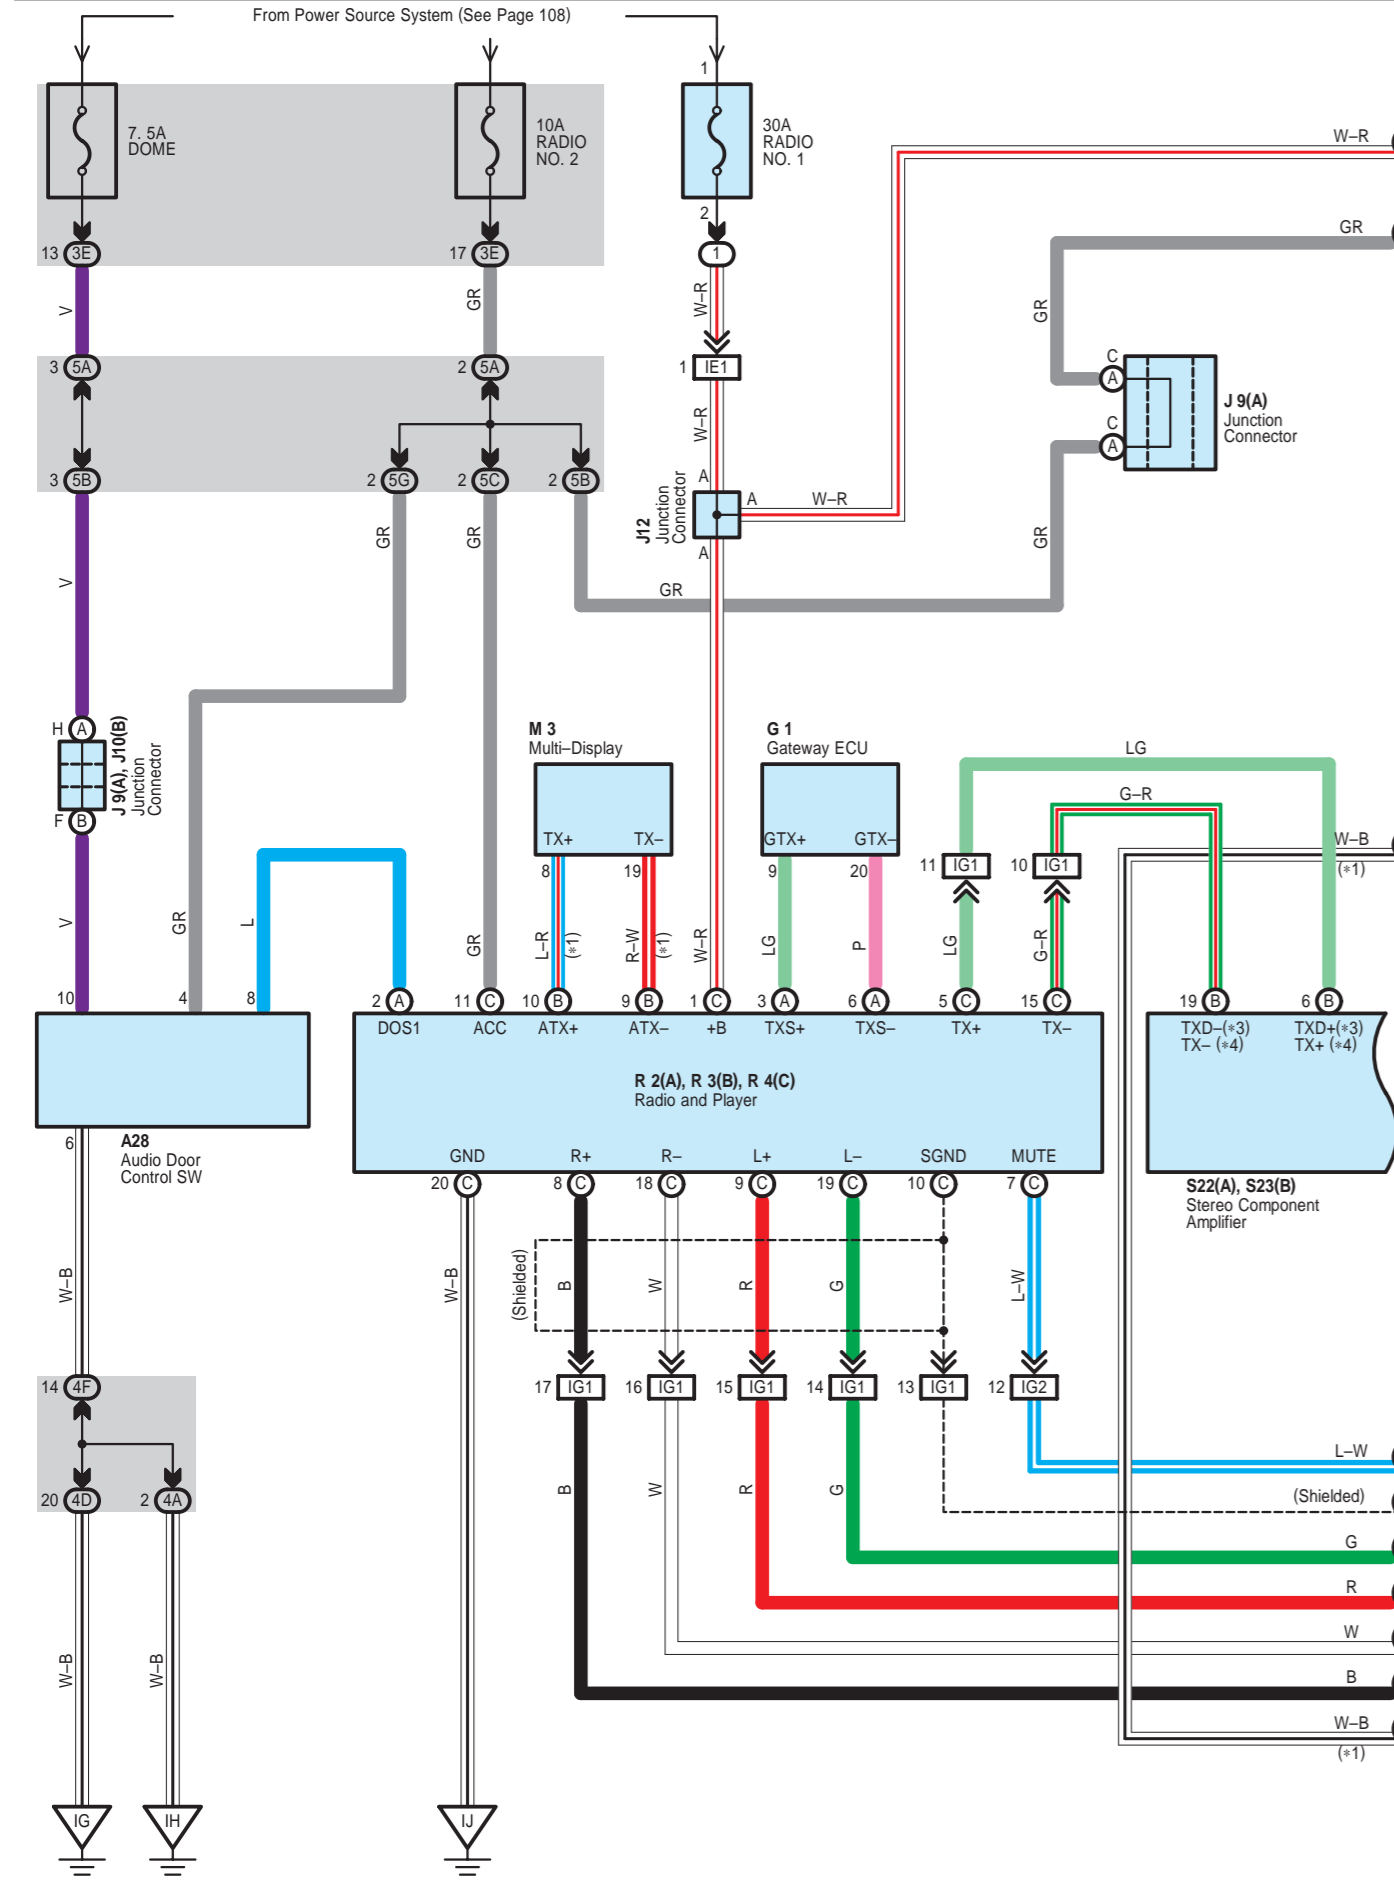 From Power Source System (See Page 108)
1
7. 5A
DOME
10A
RADIO
NO. 2
30A
RADIO
NO. 1
W–R
2
13 3E
17 3E
1
GR
V
GR
W–R
GR
3 5A
2 5A
1 IE1
C
A
J 9(A)
Junction
Connector
W–R
C
A
3 5B
2 5G
2 5C
2 5B
A
A
W–R
J12
Junction
Connector
A
GR
GR
GR
V
GR
M 3
Multi–Display
G 1
Gateway ECU
LG
H A
J 9(A), J10(B)
Junction
Connector
F B
G–R
TX+
TX–
GTX+
GTX–
W–B
(*1)
8
19
9
20
11 IG1
10 IG1
V
GR
L
GR
L–R
(*1)
R–W
(*1)
W–R
LG
P
LG
G–R
10
4
8
2 A
11 C
10 B
9 B
1 C
3 A
6 A
5 C
15 C
19 B
6 B
DOS1
ACC
ATX+
ATX–
+B
TXS+
TXS–
TX+
TX–
TXD–(*3)
TX– (*4)
TXD+(*3)
TX+ (*4)
R 2(A), R 3(B), R 4(C)
Radio and Player
6
A28
Audio Door
Control SW
GND
R+
R–
L+
L–
SGND
MUTE
20 C
8 C
18 C
9 C
19 C
10 C
7 C
S22(A), S23(B)
Stereo Component
Amplifier
W–B
W–B
(Shielded)
B
W
R
G
L–W
14 4F
17 IG1
16 IG1
15 IG1
14 IG1
13 IG1
12 IG2
L–W
20 4D
2 4A
B
W
R
G
(Shielded)
G
R
W
W–B
W–B
B
W–B
(*1)
IG
IH
IJ